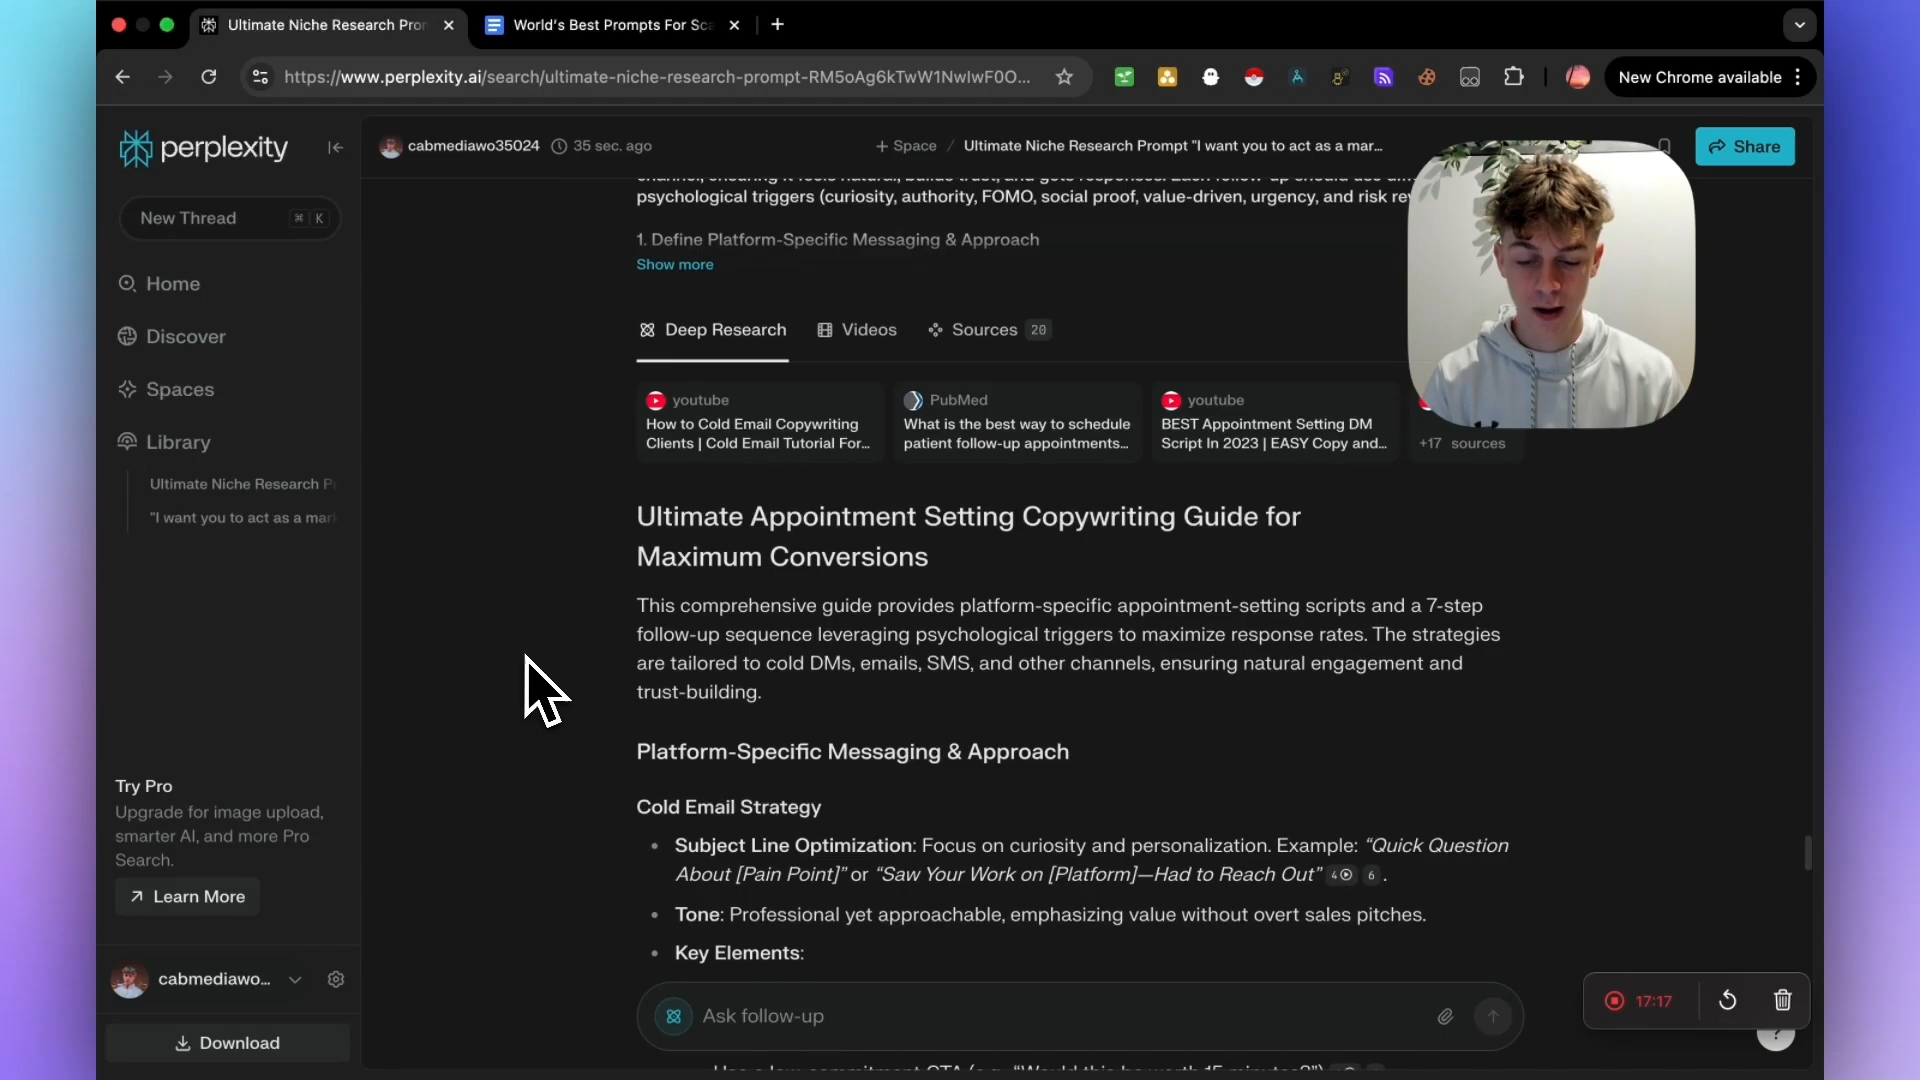 Ultimate Niche Research Pro
World's Best Prompts For Sca
https://www.perplexity.ai/search/ultimate-niche-research-prompt-RM5oAg6kTwW1NwIwF0O...
New Chrome available
perplexity
cabmediawo35024
35 sec. ago
+ Space / Ultimate Niche Research Prompt "I want you to act as a mar...
Share
New Thread ⌘ K
Home
Discover
Spaces
Library
Ultimate Niche Research P
"I want you to act as a mar
Try Pro
Upgrade for image upload,
smarter AI, and more Pro
Search.
Learn More
cabmediawo...
Download
psychological triggers (curiosity, authority, FOMO, social proof, value-driven, urgency, and risk re
1. Define Platform-Specific Messaging & Approach
Show more
Deep Research
Videos
Sources 20
youtube
How to Cold Email Copywriting
Clients | Cold Email Tutorial For...
PubMed
What is the best way to schedule
patient follow-up appointments...
youtube
BEST Appointment Setting DM
Script In 2023 | EASY Copy and...
+17 sources
Ultimate Appointment Setting Copywriting Guide for
Maximum Conversions
This comprehensive guide provides platform-specific appointment-setting scripts and a 7-step
follow-up sequence leveraging psychological triggers to maximize response rates. The strategies
are tailored to cold DMs, emails, SMS, and other channels, ensuring natural engagement and
trust-building.
Platform-Specific Messaging & Approach
Cold Email Strategy
• Subject Line Optimization: Focus on curiosity and personalization. Example: "Quick Question
About [Pain Point]" or "Saw Your Work on [Platform]—Had to Reach Out" 4 6 .
• Tone: Professional yet approachable, emphasizing value without overt sales pitches.
• Key Elements:
Ask follow-up
17:17
?